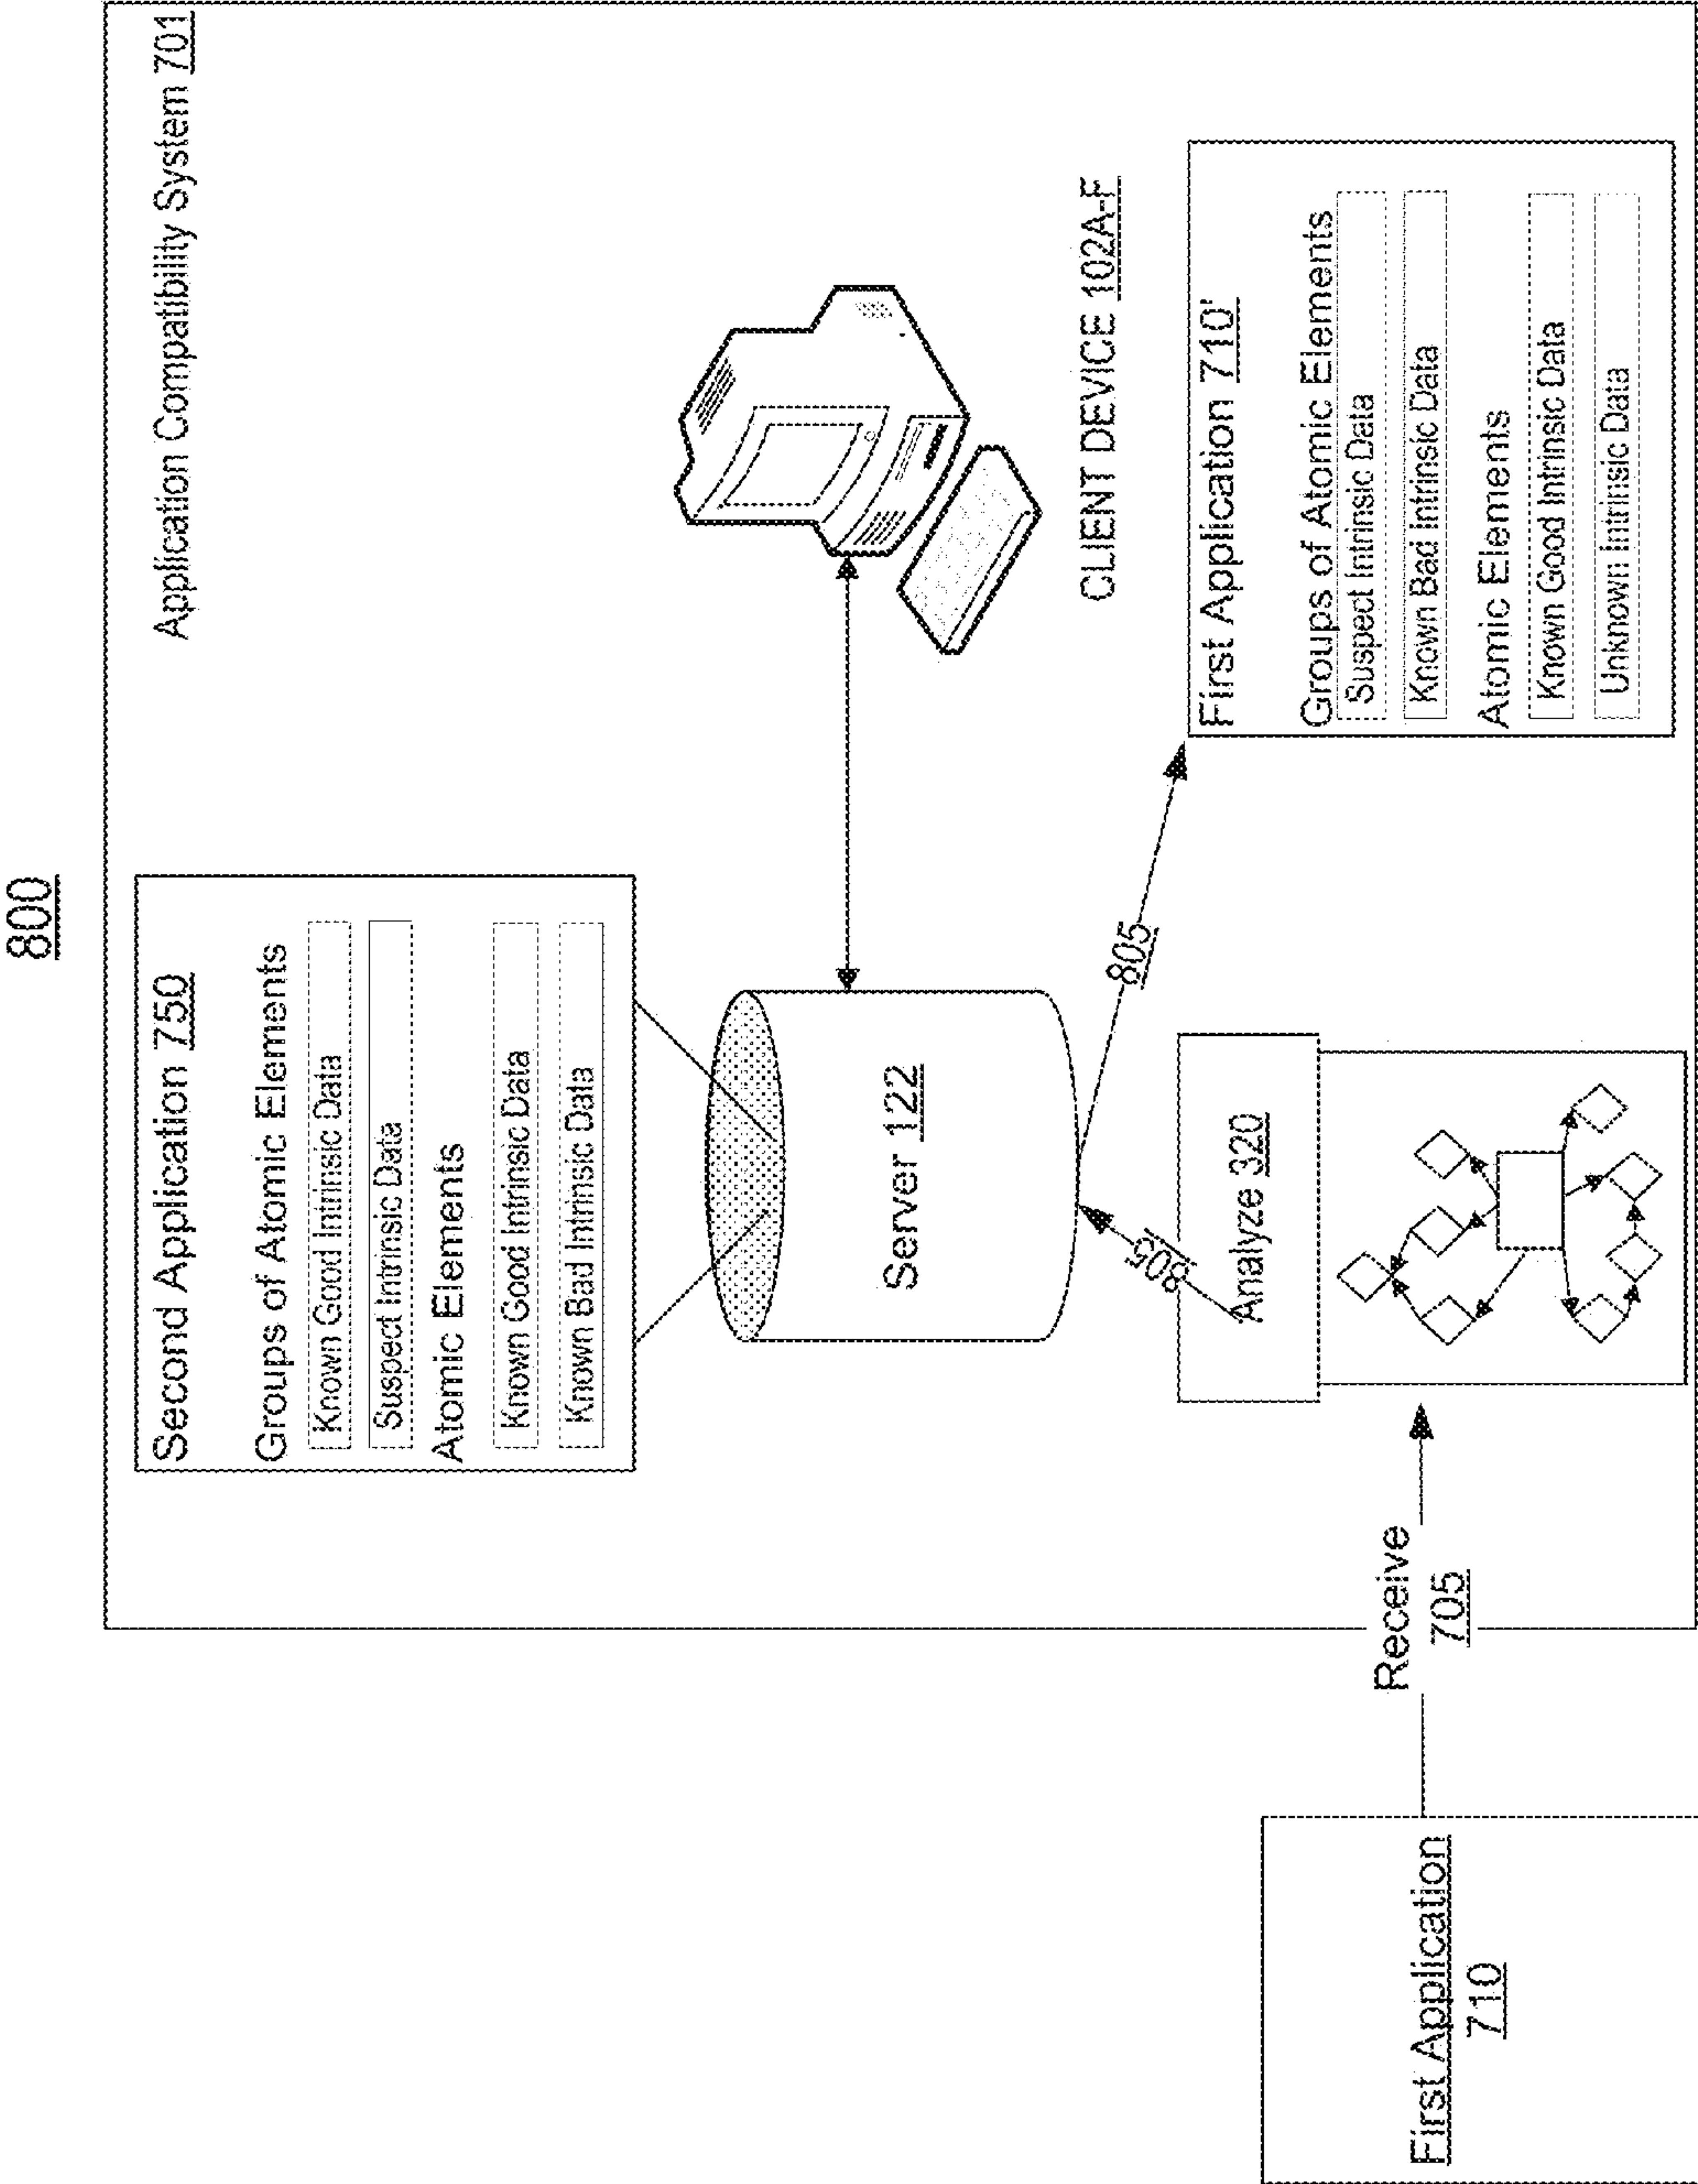 800
Application Compatibility System 701
Second Application 750
Groups of Atomic Elements
Known Good Intrinsic Data
Suspect Intrinsic Data
Atomic Elements
Known Good Intrinsic Data
Known Bad Intrinsic Data
Server 122
CLIENT DEVICE 102A-F
805
805
Analyze 320
First Application 710'
Groups of Atomic Elements
Suspect Intrinsic Data
Known Bad Intrinsic Data
Atomic Elements
Known Good Intrinsic Data
Unknown Intrinsic Data
Receive
705
First Application
710